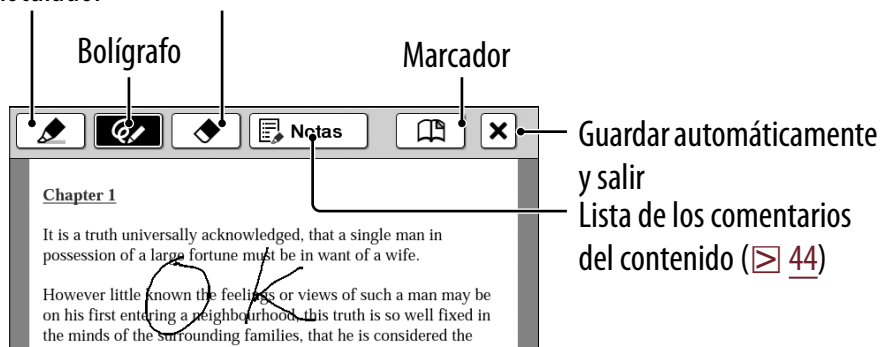 Bolígrafo
Marcador
Notas
Guardar automáticamente
y salir
Lista de los comentarios
del contenido (44)
Chapter 1
It is a truth universally acknowledged, that a single man in
possession of a large fortune must be in want of a wife.
However little known the feelings or views of such a man may be
on his first entering a neighbourhood, this truth is so well fixed in
the minds of the surrounding families, that he is considered the
OK